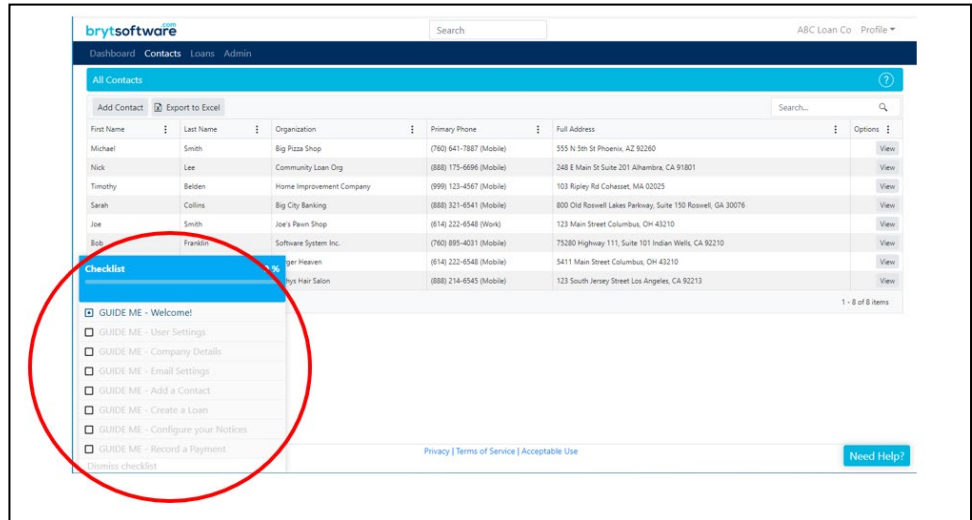 brytsoftware.com
Search
ABC Loan Co Profile
Dashboard Contacts Loans Admin
All Contacts ?
Add Contact Export to Excel Search...
First Name Last Name Organization Primary Phone Full Address Options
Michael Smith Big Pizza Shop (760) 641-7887 (Mobile) 555 N 5th St Phoenix, AZ 92260 View
Nick Lee Community Loan Org (888) 175-6696 (Mobile) 248 E Main St Suite 201 Alhambra, CA 91801 View
Timothy Belden Home Improvement Company (999) 123-4567 (Mobile) 103 Ripley Rd Cohasset, MA 02025 View
Sarah Collins Big City Banking (888) 321-6541 (Mobile) 800 Old Roswell Lakes Parkway, Suite 150 Roswell, GA 30076 View
Joe Smith Joe's Pawn Shop (614) 222-6548 (Work) 123 Main Street Columbus, OH 43210 View
Bob Franklin Software System Inc. (760) 895-4031 (Mobile) 75280 Highway 111, Suite 101 Indian Wells, CA 92210 View
Heaven (614) 222-6548 (Mobile) 5411 Main Street Columbus, OH 43210 View
Hair Salon (888) 214-6545 (Mobile) 123 South Jersey Street Los Angeles, CA 92213 View
1 - 8 of 8 items
Checklist %
GUIDE ME - Welcome!
GUIDE ME - User Settings
GUIDE ME - Company Details
GUIDE ME - Email Settings
GUIDE ME - Add a Contact
GUIDE ME - Create a Loan
GUIDE ME - Configure your Notices
GUIDE ME - Record a Payment
Dismiss checklist
Privacy | Terms of Service | Acceptable Use
Need Help?